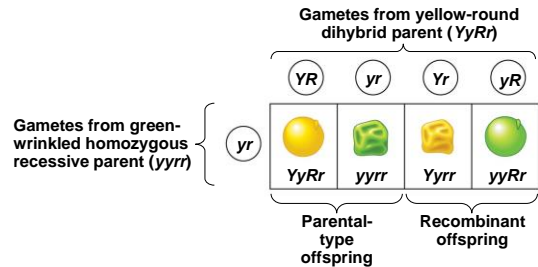 Gametes from yellow-round
dihybrid parent (YyRr)
YR
yr
Yr
yR
Gametes from green-
wrinkled homozygous
recessive parent (yyrr)
yr
YyRr
yyrr
Yyrr
yyRr
Parental-
type
offspring
Recombinant
offspring